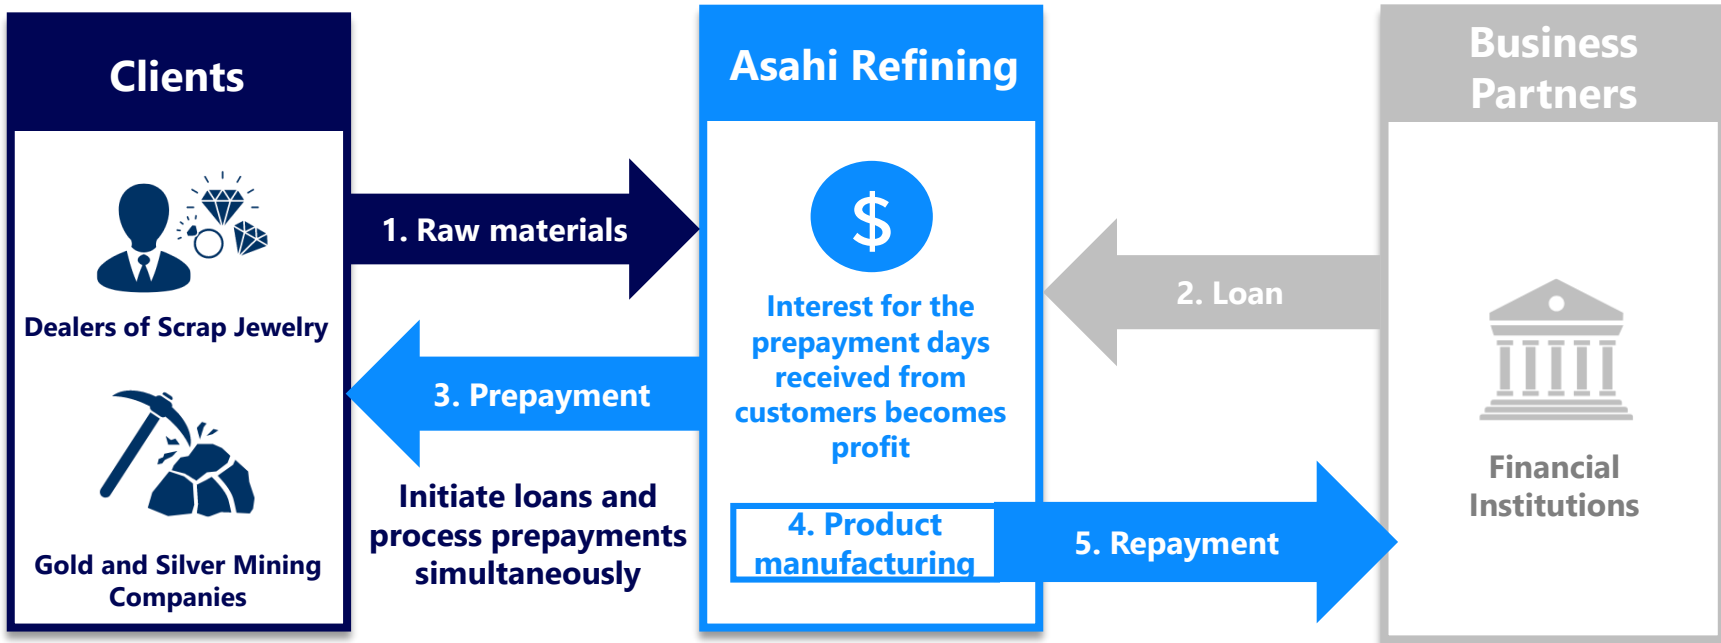 Clients
Dealers of Scrap Jewelry
Gold and Silver Mining
Companies
1. Raw materials
3. Prepayment
Initiate loans and
process prepayments
simultaneously
Asahi Refining
$
Interest for the
prepayment days
received from
customers becomes
profit
4. Product
manufacturing
2. Loan
5. Repayment
Business
Partners
Financial
Institutions